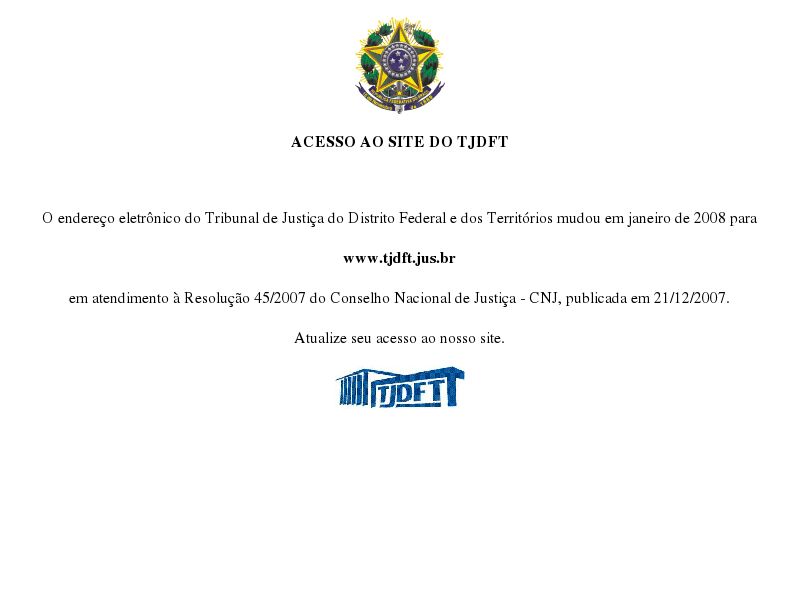 ACESSO AO SITE DO TJDFT
O endereço eletrônico do Tribunal de Justiça do Distrito Federal e dos Territórios mudou em janeiro de 2008 para
www.tjdft.jus.br
em atendimento à Resolução 45/2007 do Conselho Nacional de Justiça - CNJ, publicada em 21/12/2007.
Atualize seu acesso ao nosso site.
TJDFT